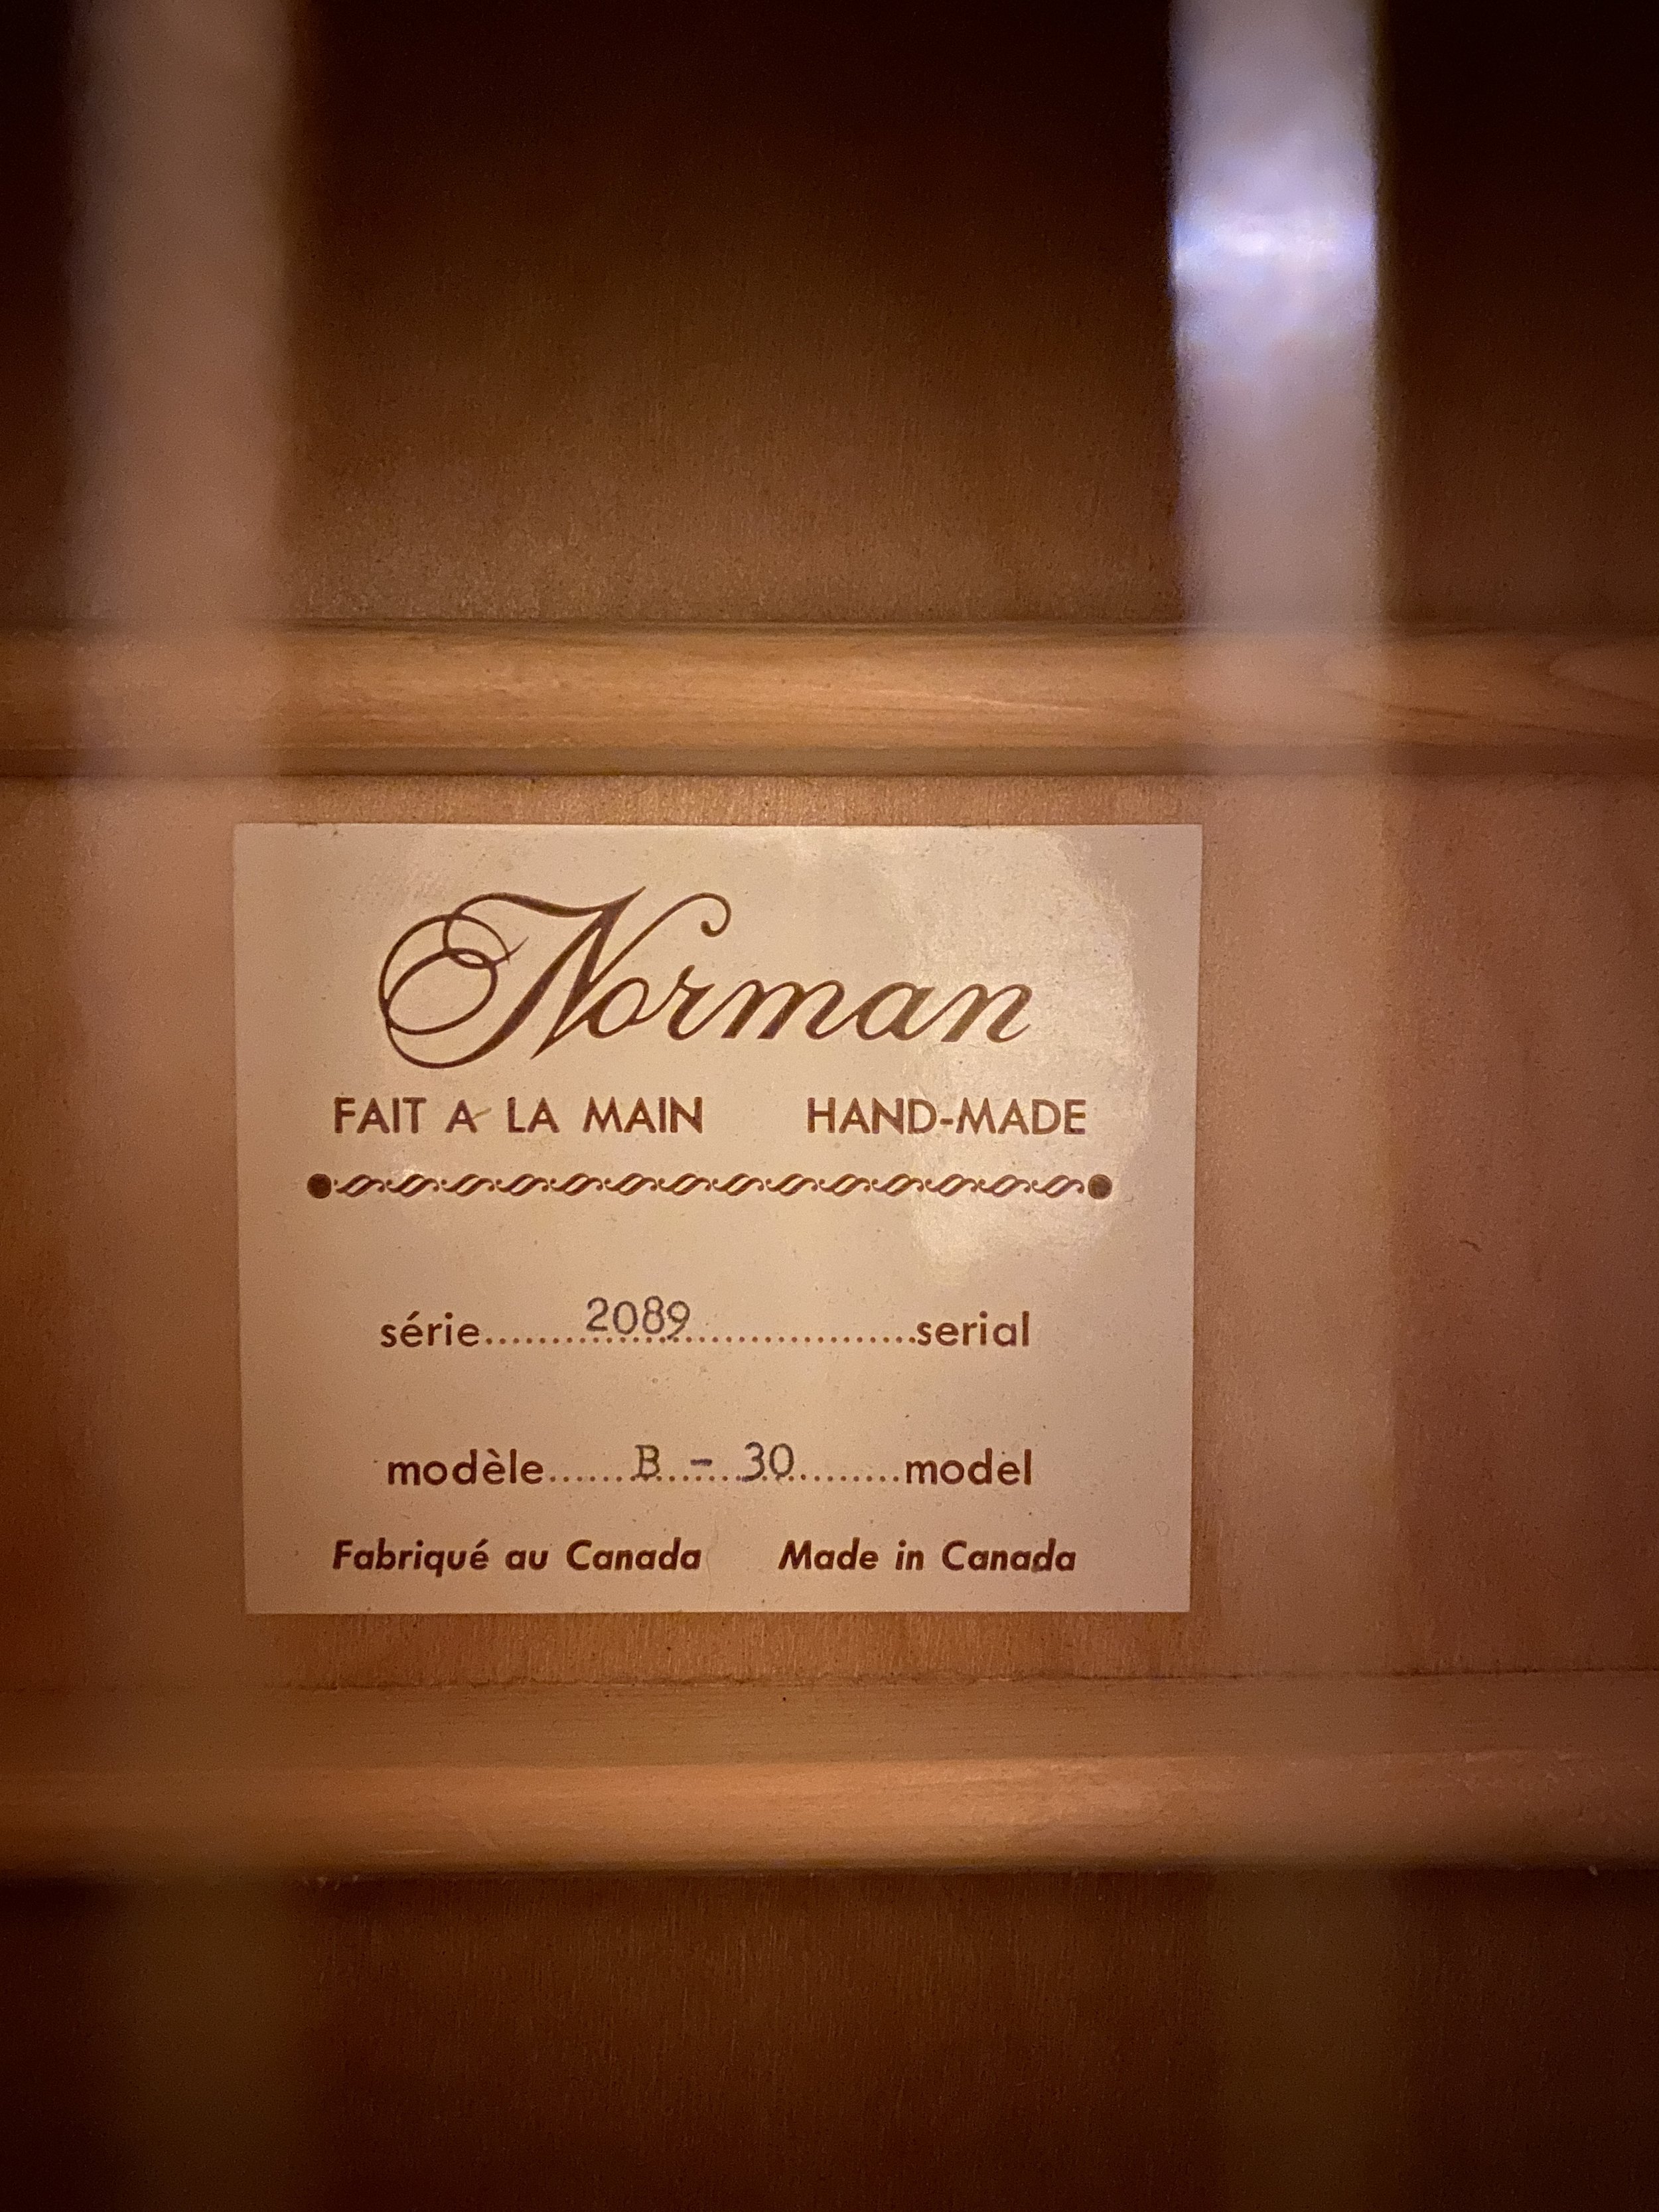 Norman
FAIT A LA MAIN HAND-MADE
série......2089......serial
modèle......B - 30......model
Fabriqué au Canada Made in Canada